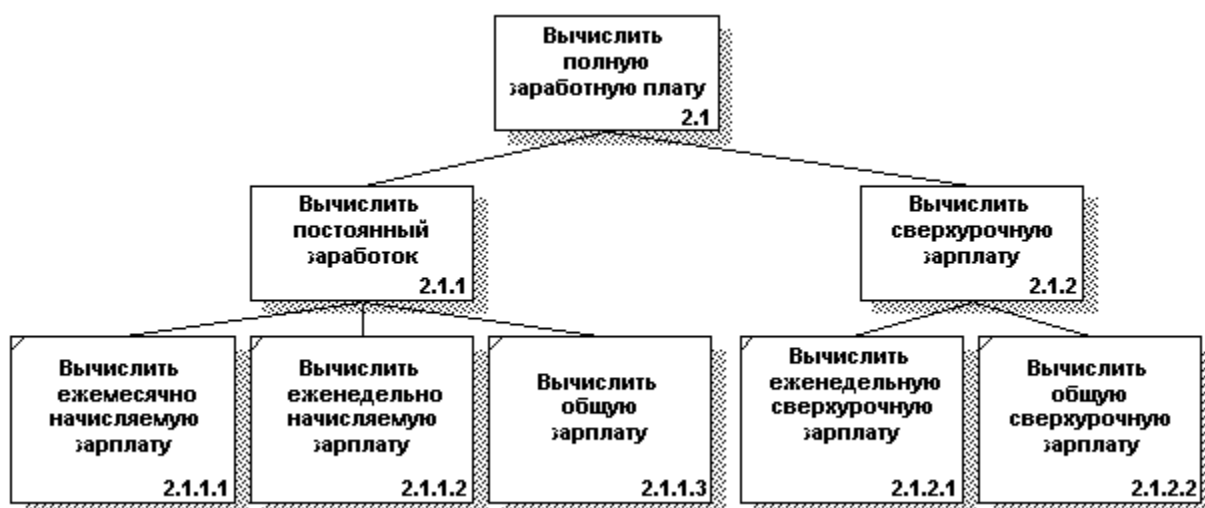 Вычислить
полную
заработную плату
2.1
Вычислить
постоянный
заработок
2.1.1
Вычислить
сверхурочную
зарплату
2.1.2
Вычислить
ежемесячно
начисляемую
зарплату
2.1.1.1
Вычислить
еженедельно
начисляемую
зарплату
2.1.1.2
Вычислить
общую
зарплату
2.1.1.3
Вычислить
еженедельную
сверхурочную
зарплату
2.1.2.1
Вычислить
общую
сверхурочную
зарплату
2.1.2.2